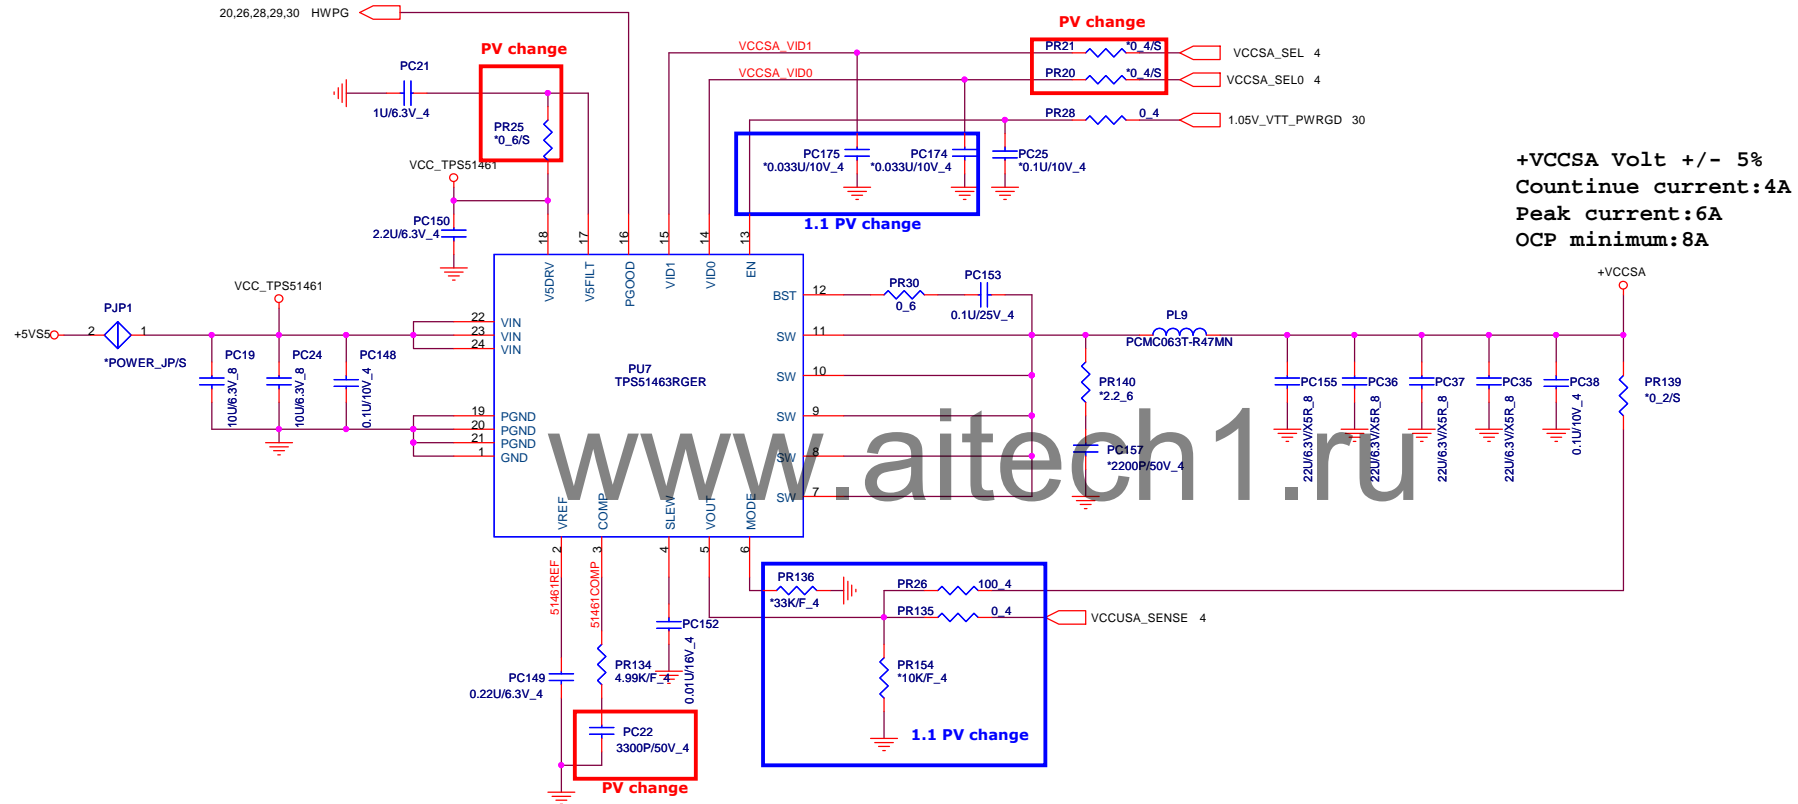 20,26,28,29,30 HWPG
PV change
PV change
VCCSA_VID1
PR21 *0_4/S
VCCSA_SEL 4
VCCSA_VID0
PR20 *0_4/S
VCCSA_SEL0 4
PC21
1U/6.3V_4
PR25
*0_6/S
PR28 0_4
1.05V_VTT_PWRGD 30
VCC_TPS51461
PC175
*0.033U/10V_4
PC174
*0.033U/10V_4
PC25
*0.1U/10V_4
1.1 PV change
+VCCSA Volt +/- 5%
Countinue current:4A
Peak current:6A
OCP minimum:8A
PC150
2.2U/6.3V_4
18 17 16 15 14 13
V5DRV V5FILT PGOOD VID1 VID0 EN
+VCCSA
VCC_TPS51461
PJP1
+5VS5 2 1
*POWER_JP/S
22 VIN
23 VIN
24 VIN
BST 12
PR30
0_6
PC153
0.1U/25V_4
SW 11
PL9
PCMC063T-R47MN
PC19
10U/6.3V_8
PC24
10U/6.3V_8
PC148
0.1U/10V_4
PU7
TPS51463RGER
SW 10
PR140
*2.2_6
PC155
22U/6.3V/X5R_8
PC36
22U/6.3V/X5R_8
PC37
22U/6.3V/X5R_8
PC35
22U/6.3V/X5R_8
PC38
0.1U/10V_4
PR139
*0_2/S
19 PGND
20 PGND
21 PGND
1 GND
SW 9
SW 8
SW 7
PC157
*2200P/50V_4
www.aitech1.ru
VREF COMP SLEW VOUT MODE
2 3 4 5 6
51461REF
51461COMP
PR136
*33K/F_4
PR26 100_4
PR135 0_4
VCCUSA_SENSE 4
PC152
0.01U/16V_4
PR134
4.99K/F_4
PC149
0.22U/6.3V_4
PR154
*10K/F_4
PC22
3300P/50V_4
1.1 PV change
PV change